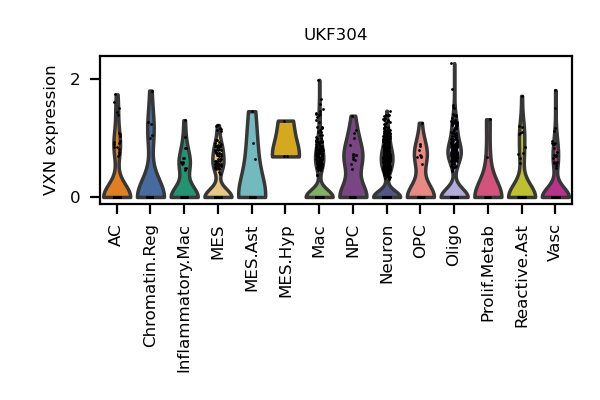 UKF304
VXN expression
2
0
AC
Chromatin.Reg
Inflammatory.Mac
MES
MES.Ast
MES.Hyp
Mac
NPC
Neuron
OPC
Oligo
Prolif.Metab
Reactive.Ast
Vasc